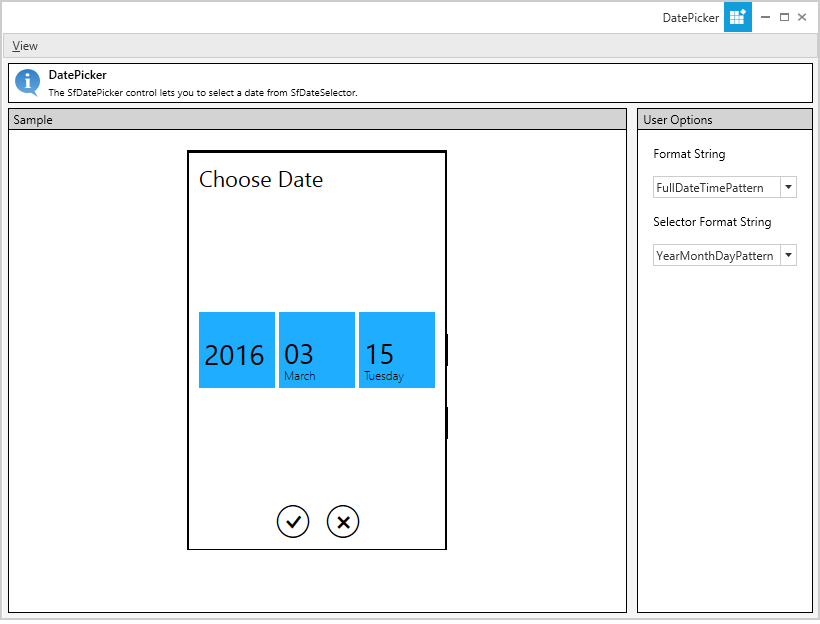 DatePicker
View
DatePicker
The SfDatePicker control lets you to select a date from SfDateSelector.
Sample
Choose Date
2016
03
March
15
Tuesday
User Options
Format String
FullDateTimePattern
Selector Format String
YearMonthDayPattern